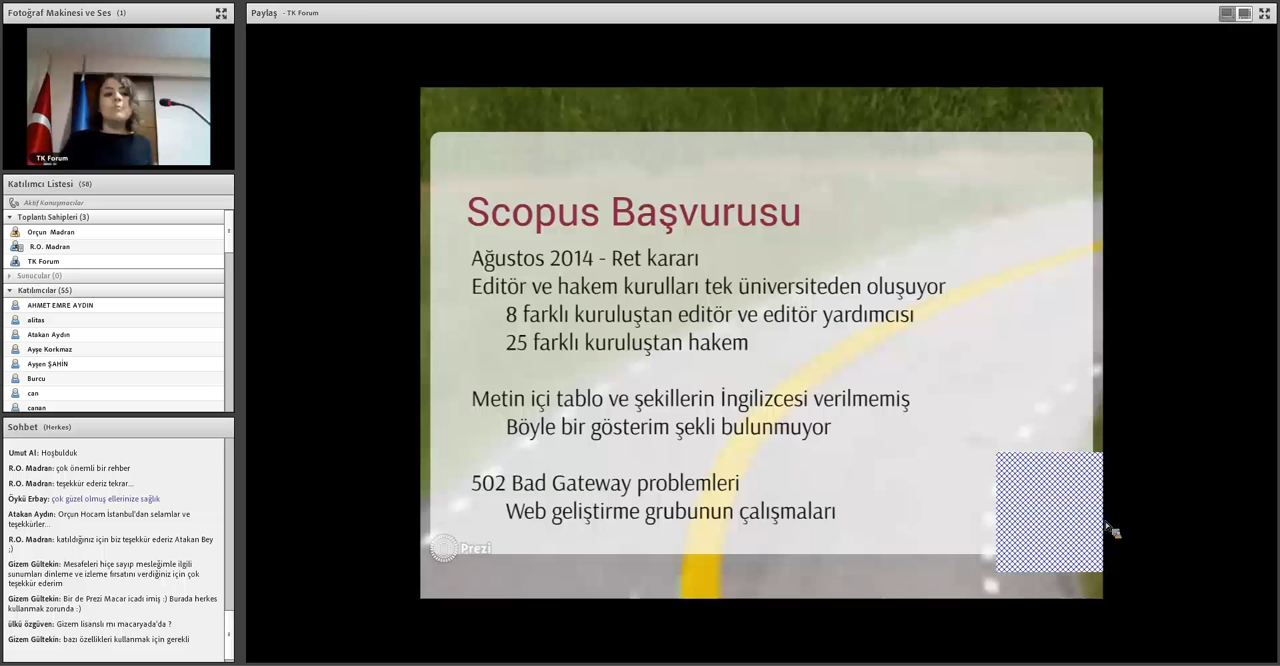 Fotoğraf Makinesi ve Ses (1)
TK Forum
Katılımcı Listesi (58)
Aktif Konuşmacılar
Toplantı Sahipleri (3)
Orçun Madran
R.O. Madran
TK Forum
Sunucular (0)
Katılımcılar (55)
AHMET EMRE AYDIN
alitas
Atakan Aydın
Ayşe Korkmaz
Ayşen ŞAHİN
Burcu
can
canan
Sohbet (Herkes)
Umut Al: Hoşbulduk
R.O. Madran: çok önemli bir rehber
R.O. Madran: teşekkür ederiz tekrar...
Öykü Erbay: çok güzel olmuş ellerinize sağlık
Atakan Aydın: Orçun Hocam İstanbul'dan selamlar ve
teşekkürler...
R.O. Madran: katıldığınız için biz teşekkür ederiz Atakan Bey
;)
Gizem Gültekin: Mesafeleri hiçe sayıp mesleğimle ilgili
sunumları dinleme ve izleme fırsatını verdiğiniz için çok
teşekkür ederim
Gizem Gültekin: Bir de Prezi Macar icadı imiş :) Burada herkes
kullanmak zorunda :)
ülkü özgüven: Gizem lisanslı mı macaryada'da ?
Gizem Gültekin: bazı özellikleri kullanmak için gerekli
Paylaş - TK Forum
Scopus Başvurusu
Ağustos 2014 - Ret kararı
Editör ve hakem kurulları tek üniversiteden oluşuyor
8 farklı kuruluştan editör ve editör yardımcısı
25 farklı kuruluştan hakem
Metin içi tablo ve şekillerin İngilizcesi verilmemiş
Böyle bir gösterim şekli bulunmuyor
502 Bad Gateway problemleri
Web geliştirme grubunun çalışmaları
Prezi